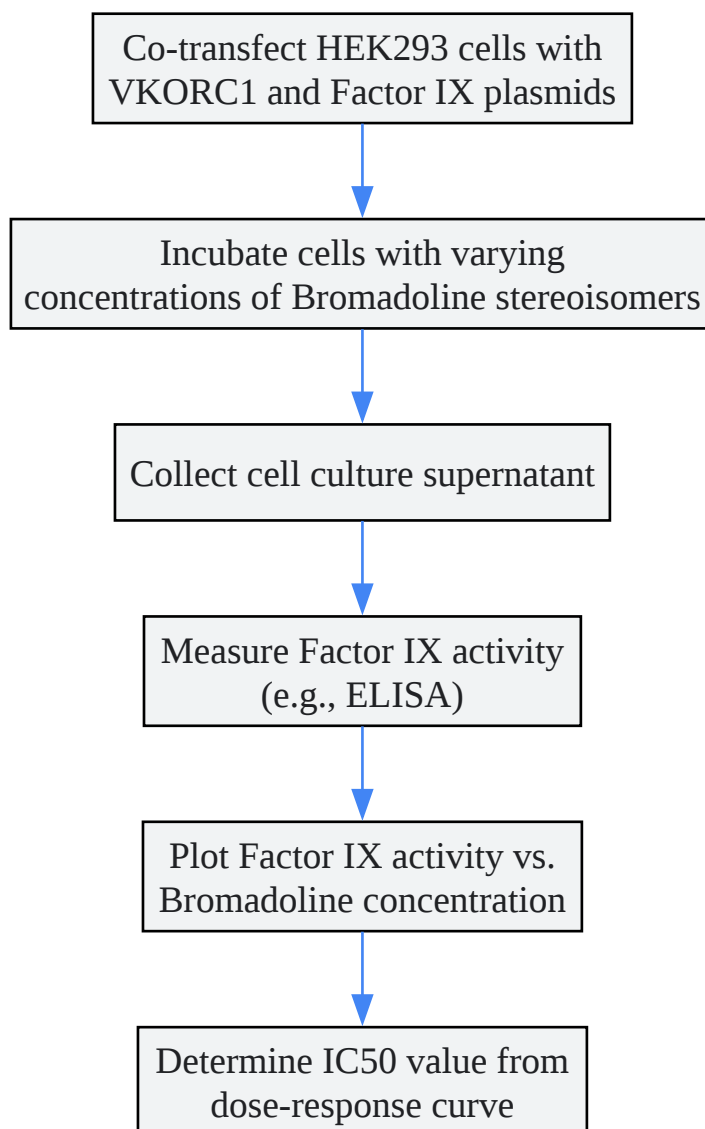 Co-transfect HEK293 cells with
VKORC1 and Factor IX plasmids
Incubate cells with varying
concentrations of Bromadoline stereoisomers
Collect cell culture supernatant
Measure Factor IX activity
(e.g., ELISA)
Plot Factor IX activity vs.
Bromadoline concentration
Determine IC50 value from
dose-response curve